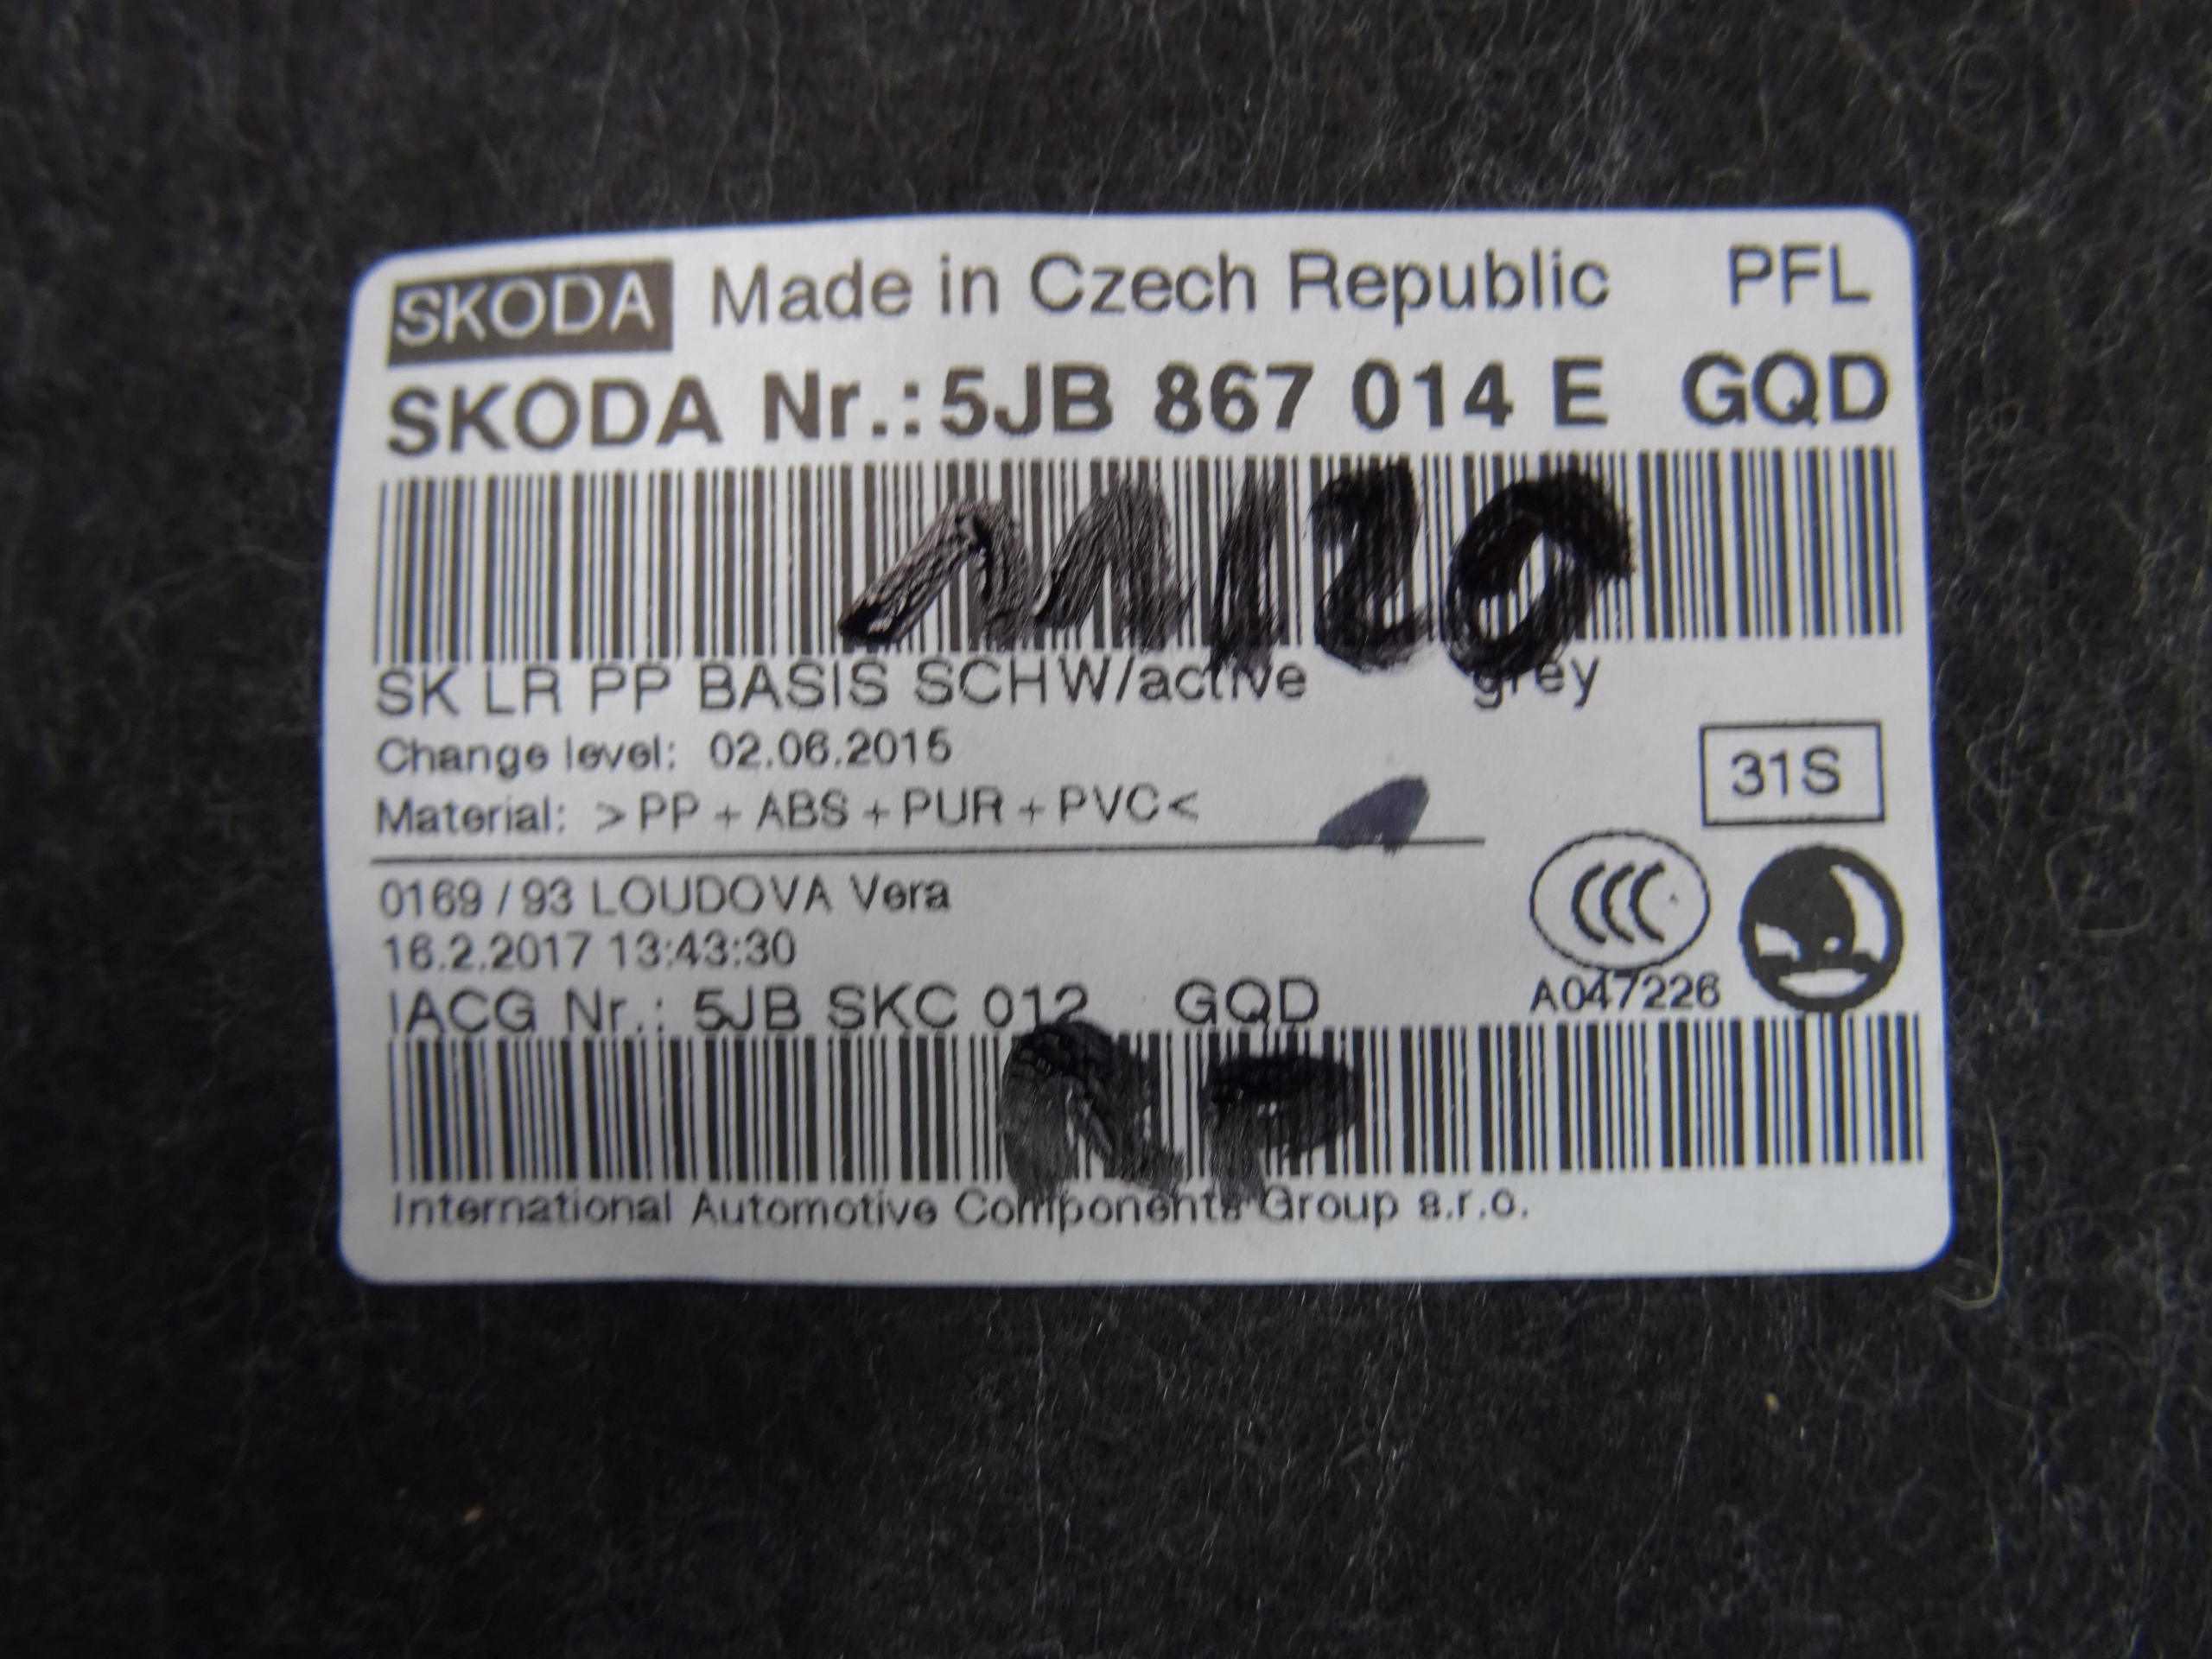 SKODA Made in Czech Republic PFL
SKODA Nr.: 5JB 867 014 E GQD
M120
SK LR PP BASIS SCHW/active grey
Change level: 02.06.2015
Material: >PP + ABS + PUR + PVC<
31S
0169 / 93 LOUDOVA Vera
16.2.2017 13:43:30
IACG Nr.: 5JB SKC 012 GQD
A047226
International Automotive Components Group s.r.o.